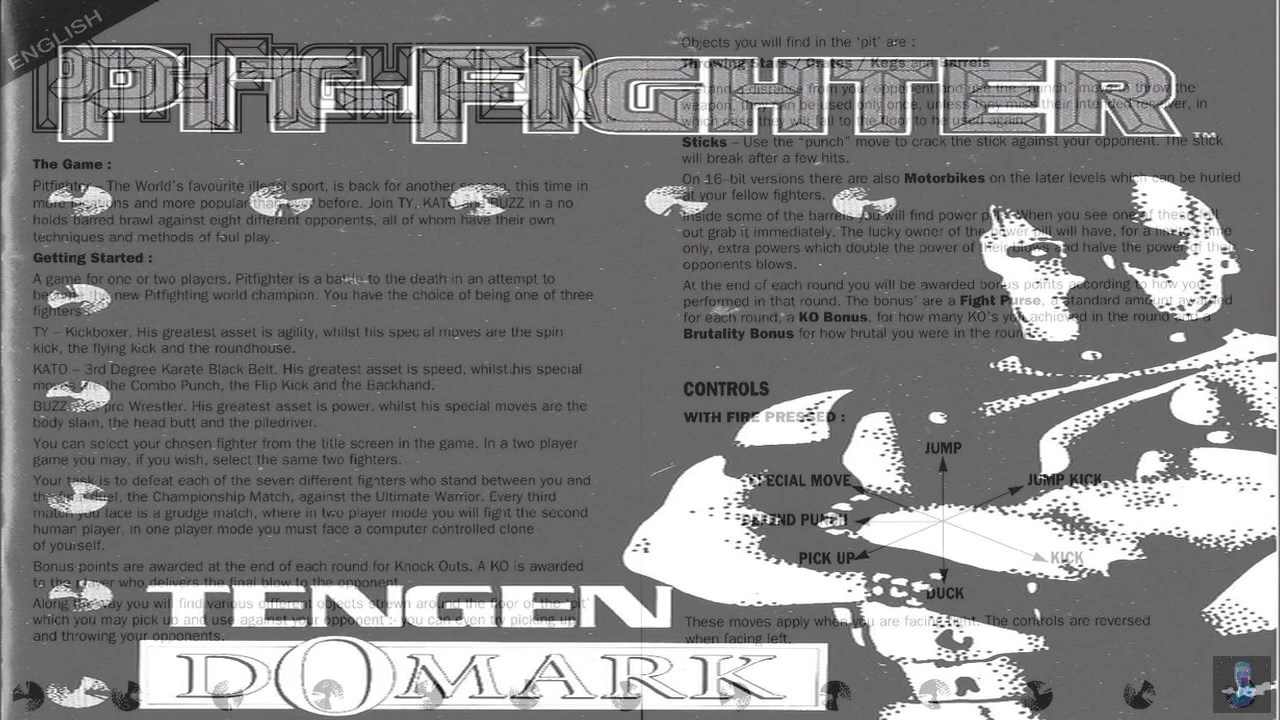 ENGLISH
PIT-FIGHTER
PIT-FIGHTER™
The Game :
Pitfighter The World's favourite illegal sport, is back for another this time in
more and more popular than before. Join TY, KATO and BUZZ in a no
holds barred brawl against eight different opponents, all of whom have their own
techniques and methods of foul play.
Getting Started :
A game for one or two players. Pitfighter is a battle to the death in an attempt to
become the new Pitfighting world champion. You have the choice of being one of three
fighters
TY – Kickboxer. His greatest asset is agility, whilst his special moves are the spin
kick, the flying kick and the roundhouse.
KATO – 3rd Degree Karate Black Belt. His greatest asset is speed, whilst his special
moves are the Combo Punch, the Flip Kick and the Backhand.
BUZZ pro Wrestler. His greatest asset is power, whilst his special moves are the
body slam, the head butt and the piledriver.
You can select your chosen fighter from the title screen in the game. In a two player
game you may, if you wish, select the same two fighters.
Your task is to defeat each of the seven different fighters who stand between you and
the final duel, the Championship Match, against the Ultimate Warrior. Every third
match you face is a grudge match, where in two player mode you will fight the second
human player. In one player mode you must face a computer controlled clone
of yourself.
Bonus points are awarded at the end of each round for Knock Outs. A KO is awarded
to the player who delivers the final blow to the opponent
Along the way you will find various different objects strewn around the floor of the 'pit'
which you may pick up and use against your opponent :- you can even try picking up
and throwing your opponents.
Objects you will find in the 'pit' are :
Throwing Stars / Crates / Kegs and Barrels
distance from your opponent and use the "punch" move to throw the
weapon. They can be used only once, unless they miss their intended receiver, in
which case they will fall to the floor to be used again.
Sticks – Use the "punch" move to crack the stick against your opponent. The stick
will break after a few hits.
On 16-bit versions there are also Motorbikes on the later levels which can be hurled
at your fellow fighters.
Inside some of the barrels you will find power pills. When you see one of these
out grab it immediately. The lucky owner of the power pill will have, for a limited time
only, extra powers which double the power of their blows and halve the power of their
opponents blows.
At the end of each round you will be awarded bonus points according to how you
performed in that round. The bonus' are a Fight Purse, a standard amount awarded
for each round, a KO Bonus, for how many KO's you achieved in the round and a
Brutality Bonus for how brutal you were in the round.
CONTROLS
WITH FIRE PRESSED :
JUMP
SPECIAL MOVE
JUMP KICK
DEFEND PUNCH
PICK UP
KICK
DUCK
These moves apply when you are facing right. The controls are reversed
when facing left.
TENGEN
DOMARK